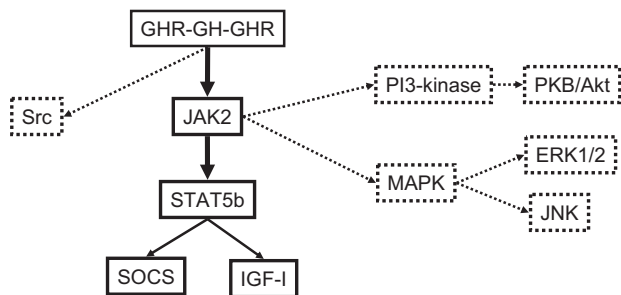 GHR-GH-GHR
PI3-kinase
PKB/Akt
Src
JAK2
ERK1/2
MAPK
STAT5b
JNK
SOCS
IGF-I